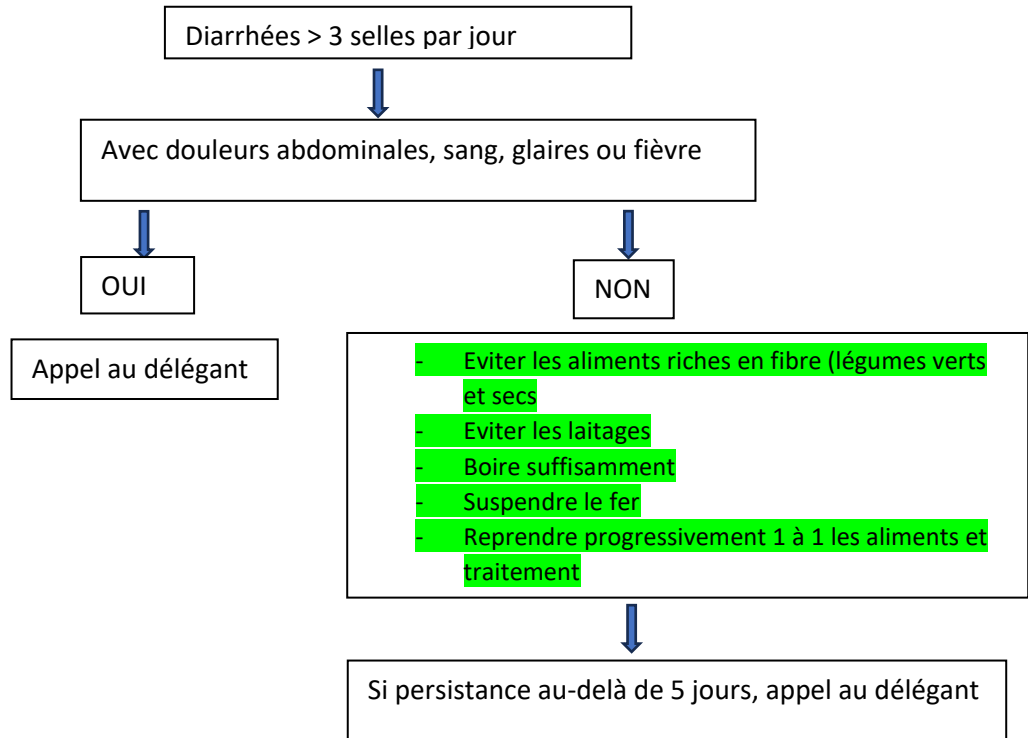 Diarrhées > 3 selles par jour
Avec douleurs abdominales, sang, glaires ou fièvre
OUI
NON
Appel au délégant
- Eviter les aliments riches en fibre (légumes verts
et secs
- Eviter les laitages
- Boire suffisamment
- Suspendre le fer
- Reprendre progressivement 1 à 1 les aliments et
traitement
Si persistance au-delà de 5 jours, appel au délégant